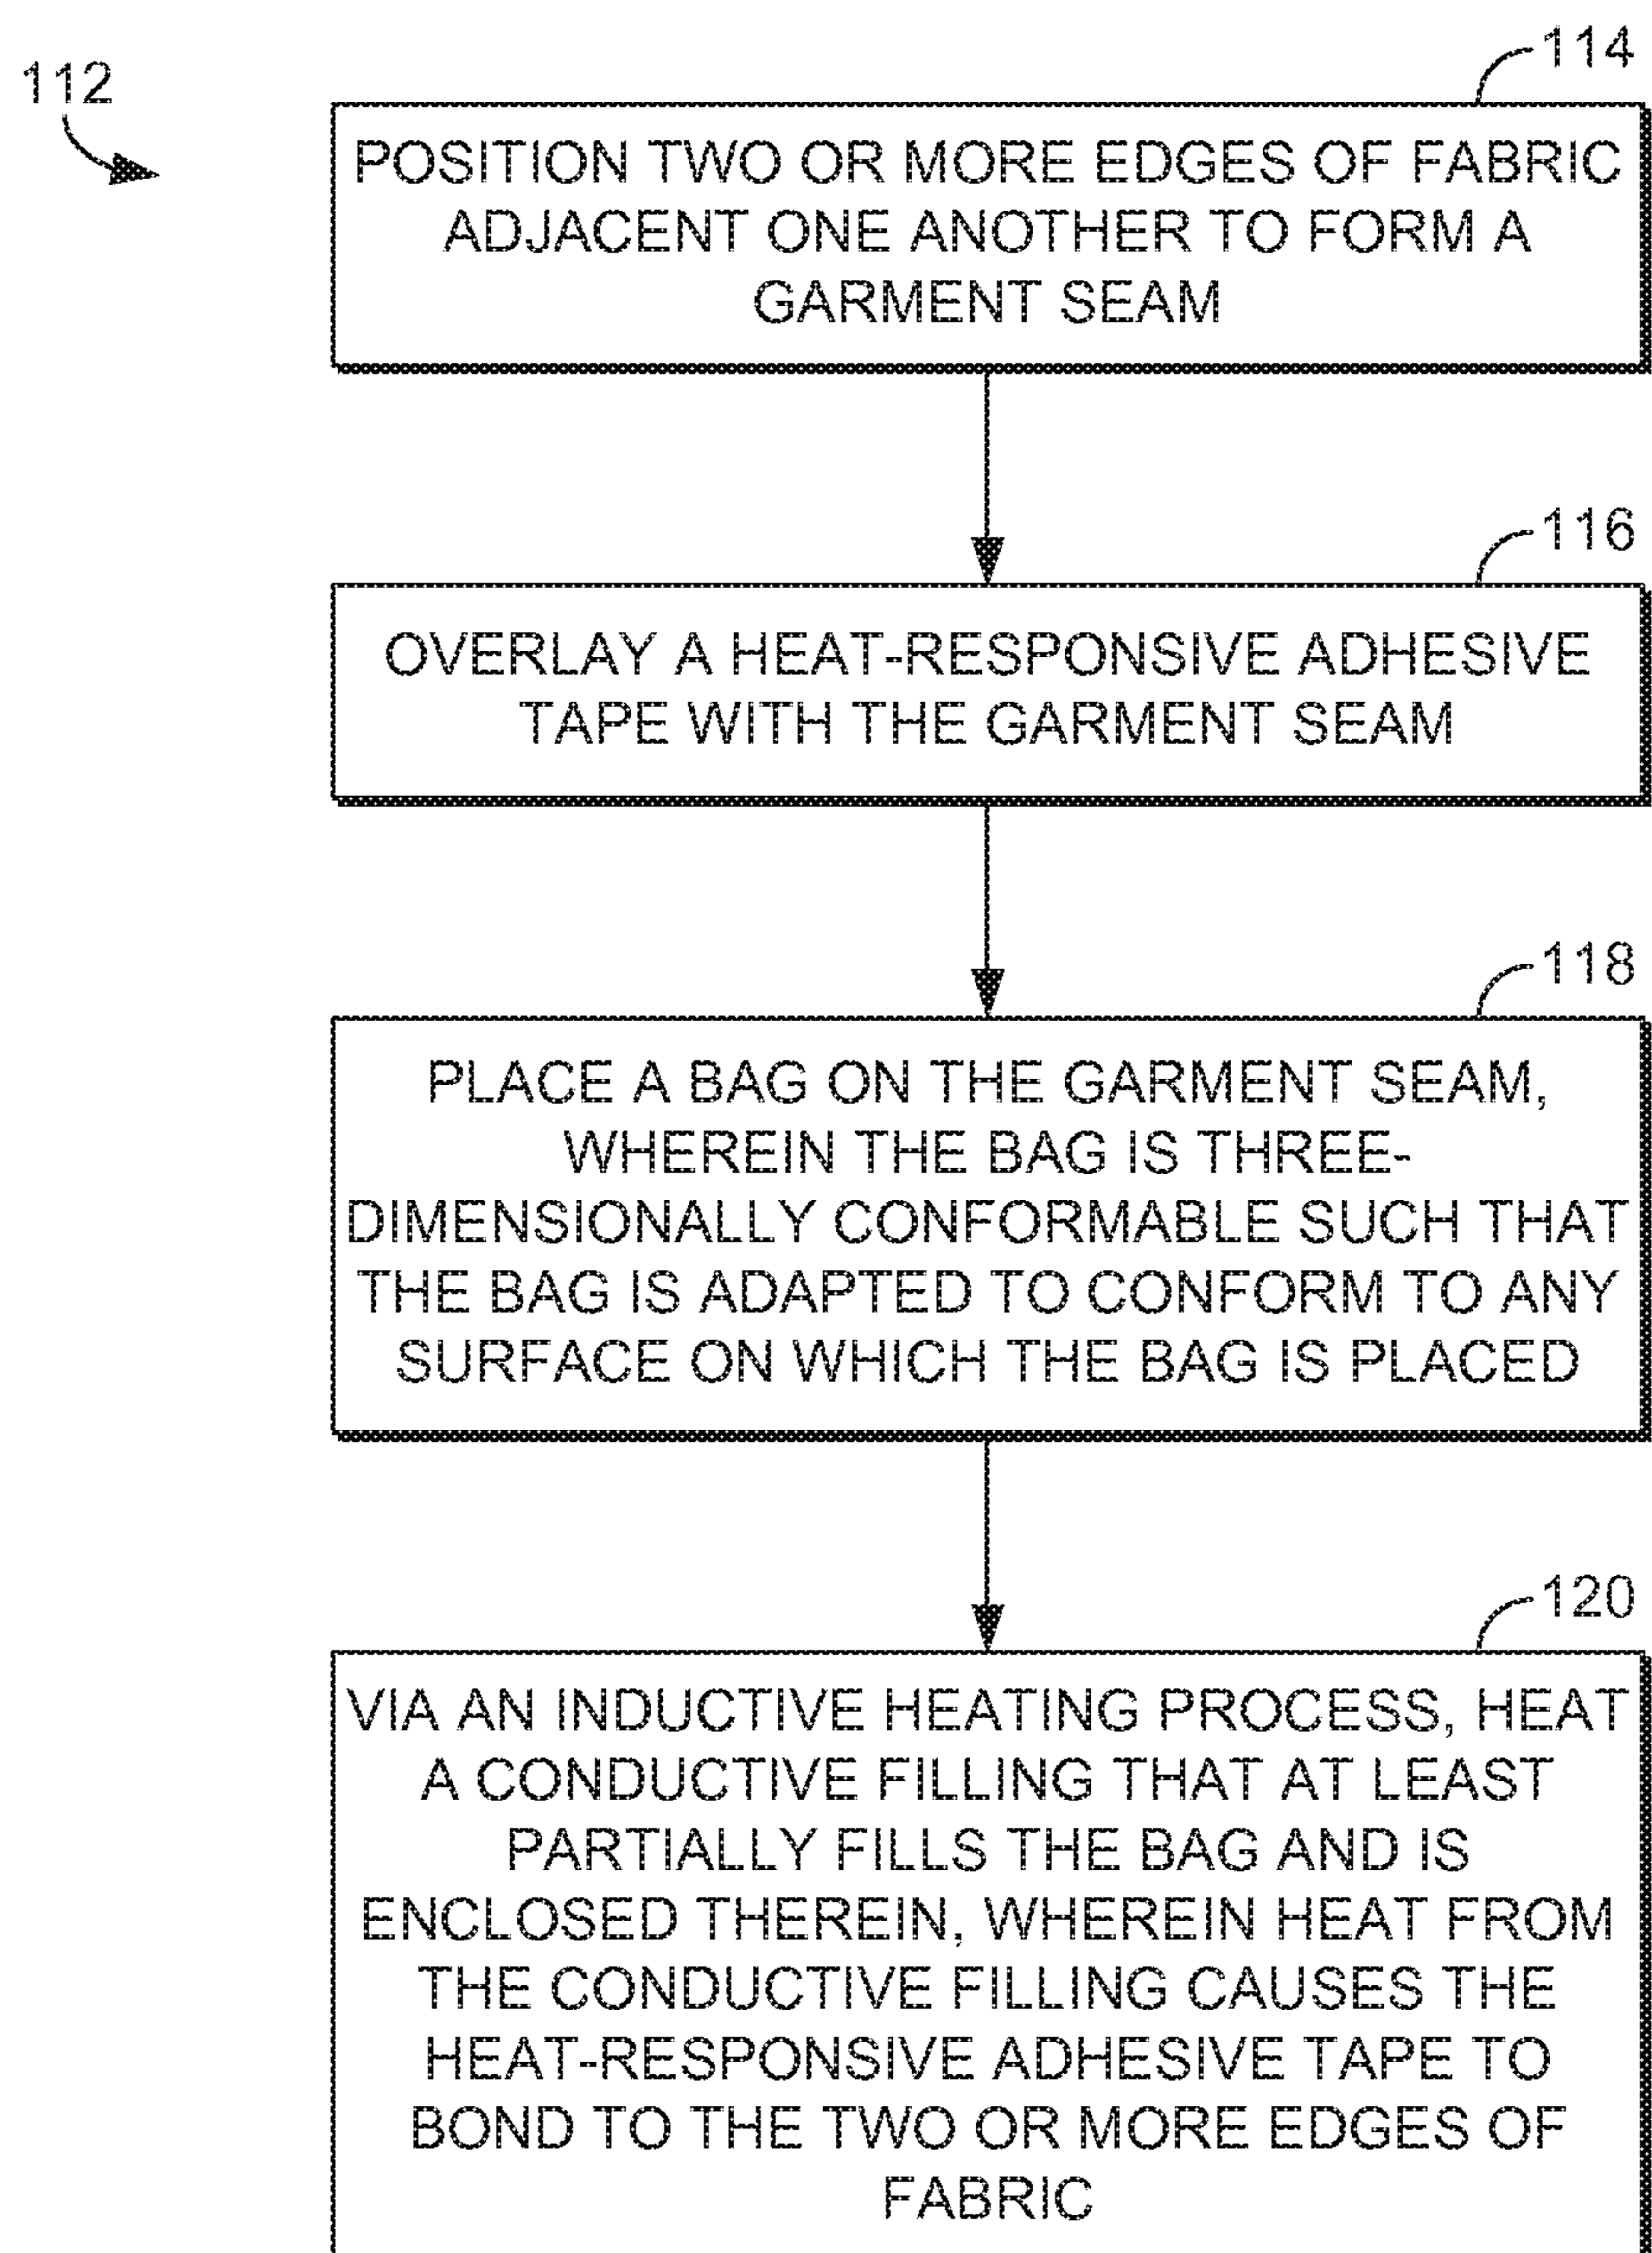 112
114
POSITION TWO OR MORE EDGES OF FABRIC
ADJACENT ONE ANOTHER TO FORM A
GARMENT SEAM
116
OVERLAY A HEAT-RESPONSIVE ADHESIVE
TAPE WITH THE GARMENT SEAM
118
PLACE A BAG ON THE GARMENT SEAM,
WHEREIN THE BAG IS THREE-
DIMENSIONALLY CONFORMABLE SUCH THAT
THE BAG IS ADAPTED TO CONFORM TO ANY
SURFACE ON WHICH THE BAG IS PLACED
120
VIA AN INDUCTIVE HEATING PROCESS, HEAT
A CONDUCTIVE FILLING THAT AT LEAST
PARTIALLY FILLS THE BAG AND IS
ENCLOSED THEREIN, WHEREIN HEAT FROM
THE CONDUCTIVE FILLING CAUSES THE
HEAT-RESPONSIVE ADHESIVE TAPE TO
BOND TO THE TWO OR MORE EDGES OF
FABRIC